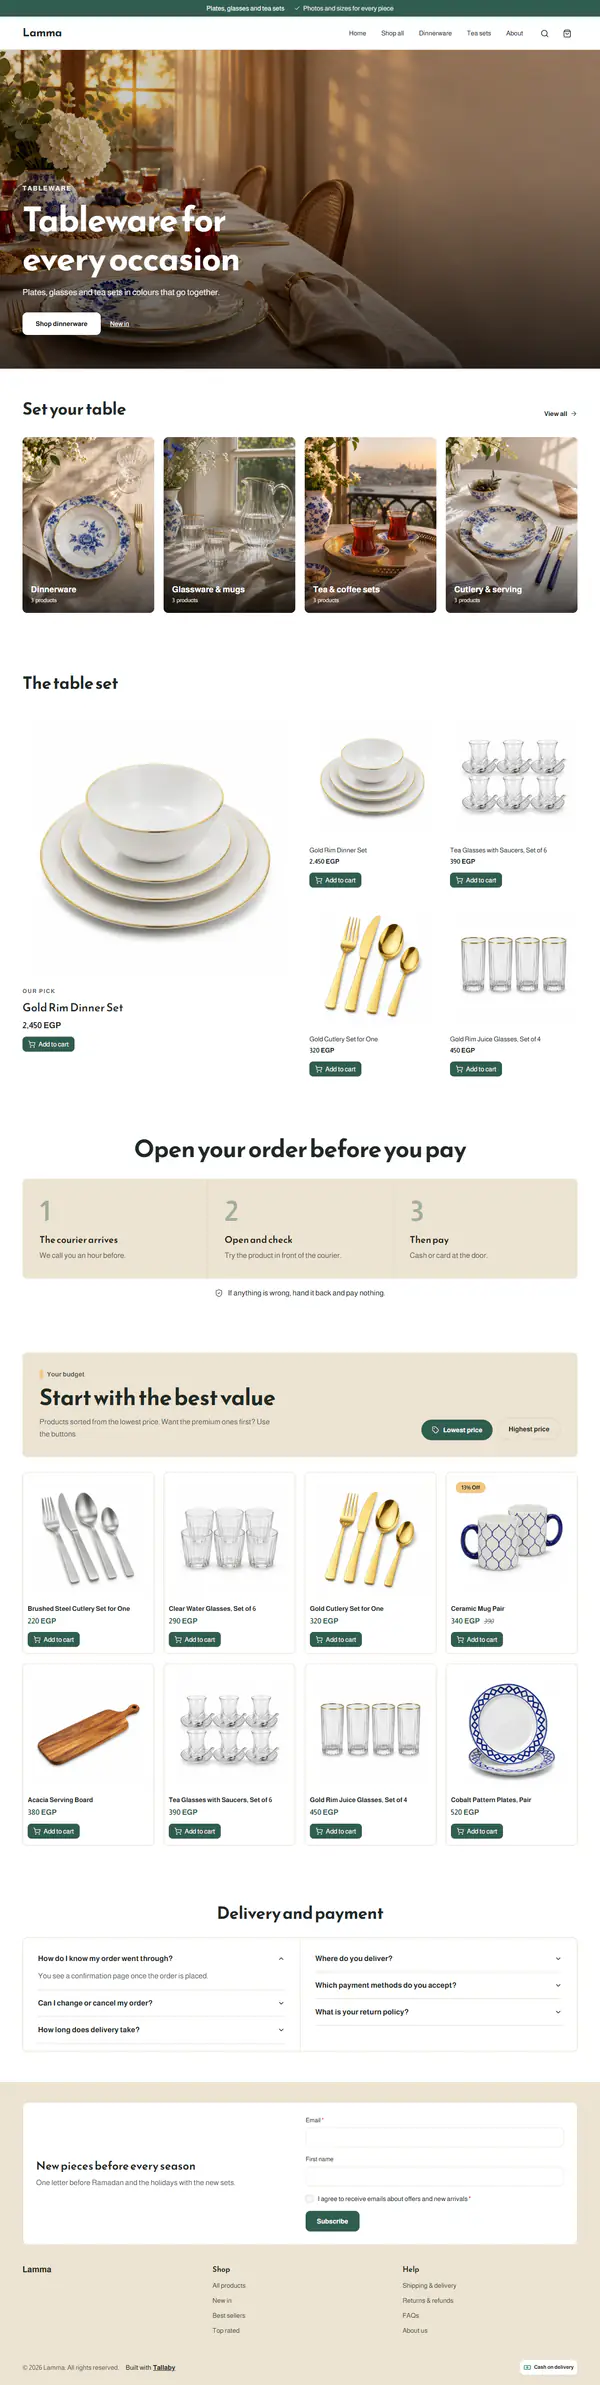 Plates, glasses and tea sets
Photos and sizes for every piece
Lamma
Home
Shop all
Dinnerware
Tea sets
About
TABLEWARE
Tableware for
every occasion
Plates, glasses and tea sets in colours that go together.
Shop dinnerware
New in
Set your table
View all
Dinnerware
3 products
Glassware & mugs
3 products
Tea & coffee sets
3 products
Cutlery & serving
3 products
The table set
OUR PICK
Gold Rim Dinner Set
2,450 EGP
Add to cart
Gold Rim Dinner Set
2,450 EGP
Add to cart
Tea Glasses with Saucers, Set of 6
390 EGP
Add to cart
Gold Cutlery Set for One
320 EGP
Add to cart
Gold Rim Juice Glasses, Set of 4
450 EGP
Add to cart
Open your order before you pay
1
The courier arrives
We call you an hour before.
2
Open and check
Try the product in front of the courier.
3
Then pay
Cash or card at the door.
If anything is wrong, hand it back and pay nothing.
Your budget
Start with the best value
Products sorted from the lowest price. Want the premium ones first? Use
the buttons.
Lowest price
Highest price
Brushed Steel Cutlery Set for One
220 EGP
Add to cart
Clear Water Glasses, Set of 6
290 EGP
Add to cart
Gold Cutlery Set for One
320 EGP
Add to cart
13% Off
Ceramic Mug Pair
340 EGP 390
Add to cart
Acacia Serving Board
380 EGP
Add to cart
Tea Glasses with Saucers, Set of 6
390 EGP
Add to cart
Gold Rim Juice Glasses, Set of 4
450 EGP
Add to cart
Cobalt Pattern Plates, Pair
520 EGP
Add to cart
Delivery and payment
How do I know my order went through?
You see a confirmation page once the order is placed.
Can I change or cancel my order?
How long does delivery take?
Where do you deliver?
Which payment methods do you accept?
What is your return policy?
New pieces before every season
One letter before Ramadan and the holidays with the new sets.
Email *
First name
I agree to receive emails about offers and new arrivals *
Subscribe
Lamma
Shop
All products
New in
Best sellers
Top rated
Help
Shipping & delivery
Returns & refunds
FAQs
About us
© 2026 Lamma. All rights reserved.
Built with Tallaby
Cash on delivery